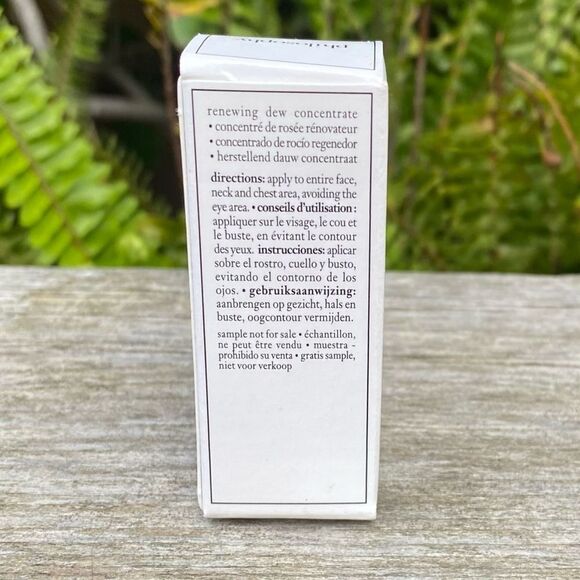 philosophy
renewing dew concentrate
• concentré de rosée rénovateur
• concentrado de rocío regenedor
• herstellend dauw concentraat
directions: apply to entire face,
neck and chest area, avoiding the
eye area. • conseils d'utilisation :
appliquer sur le visage, le cou et
le buste, en évitant le contour
des yeux. instrucciones: aplicar
sobre el rostro, cuello y busto,
evitando el contorno de los
ojos. • gebruiksaanwijzing:
aanbrengen op gezicht, hals en
buste, oogcontour vermijden.
sample not for sale • échantillon,
ne peut être vendu • muestra -
prohibido su venta • gratis sample,
niet voor verkoop